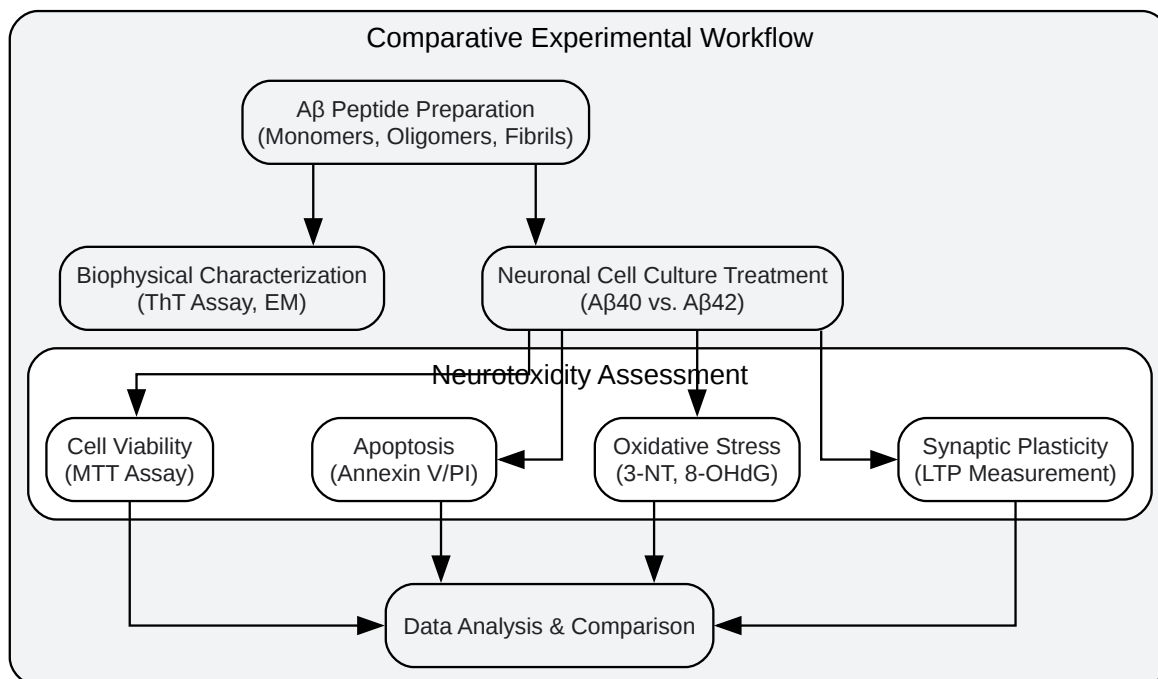 Comparative Experimental Workflow
Aβ Peptide Preparation
(Monomers, Oligomers, Fibrils)
Biophysical Characterization
(ThT Assay, EM)
Neuronal Cell Culture Treatment
(Aβ40 vs. Aβ42)
Neurotoxicity Assessment
Cell Viability
(MTT Assay)
Apoptosis
(Annexin V/PI)
Oxidative Stress
(3-NT, 8-OHdG)
Synaptic Plasticity
(LTP Measurement)
Data Analysis & Comparison